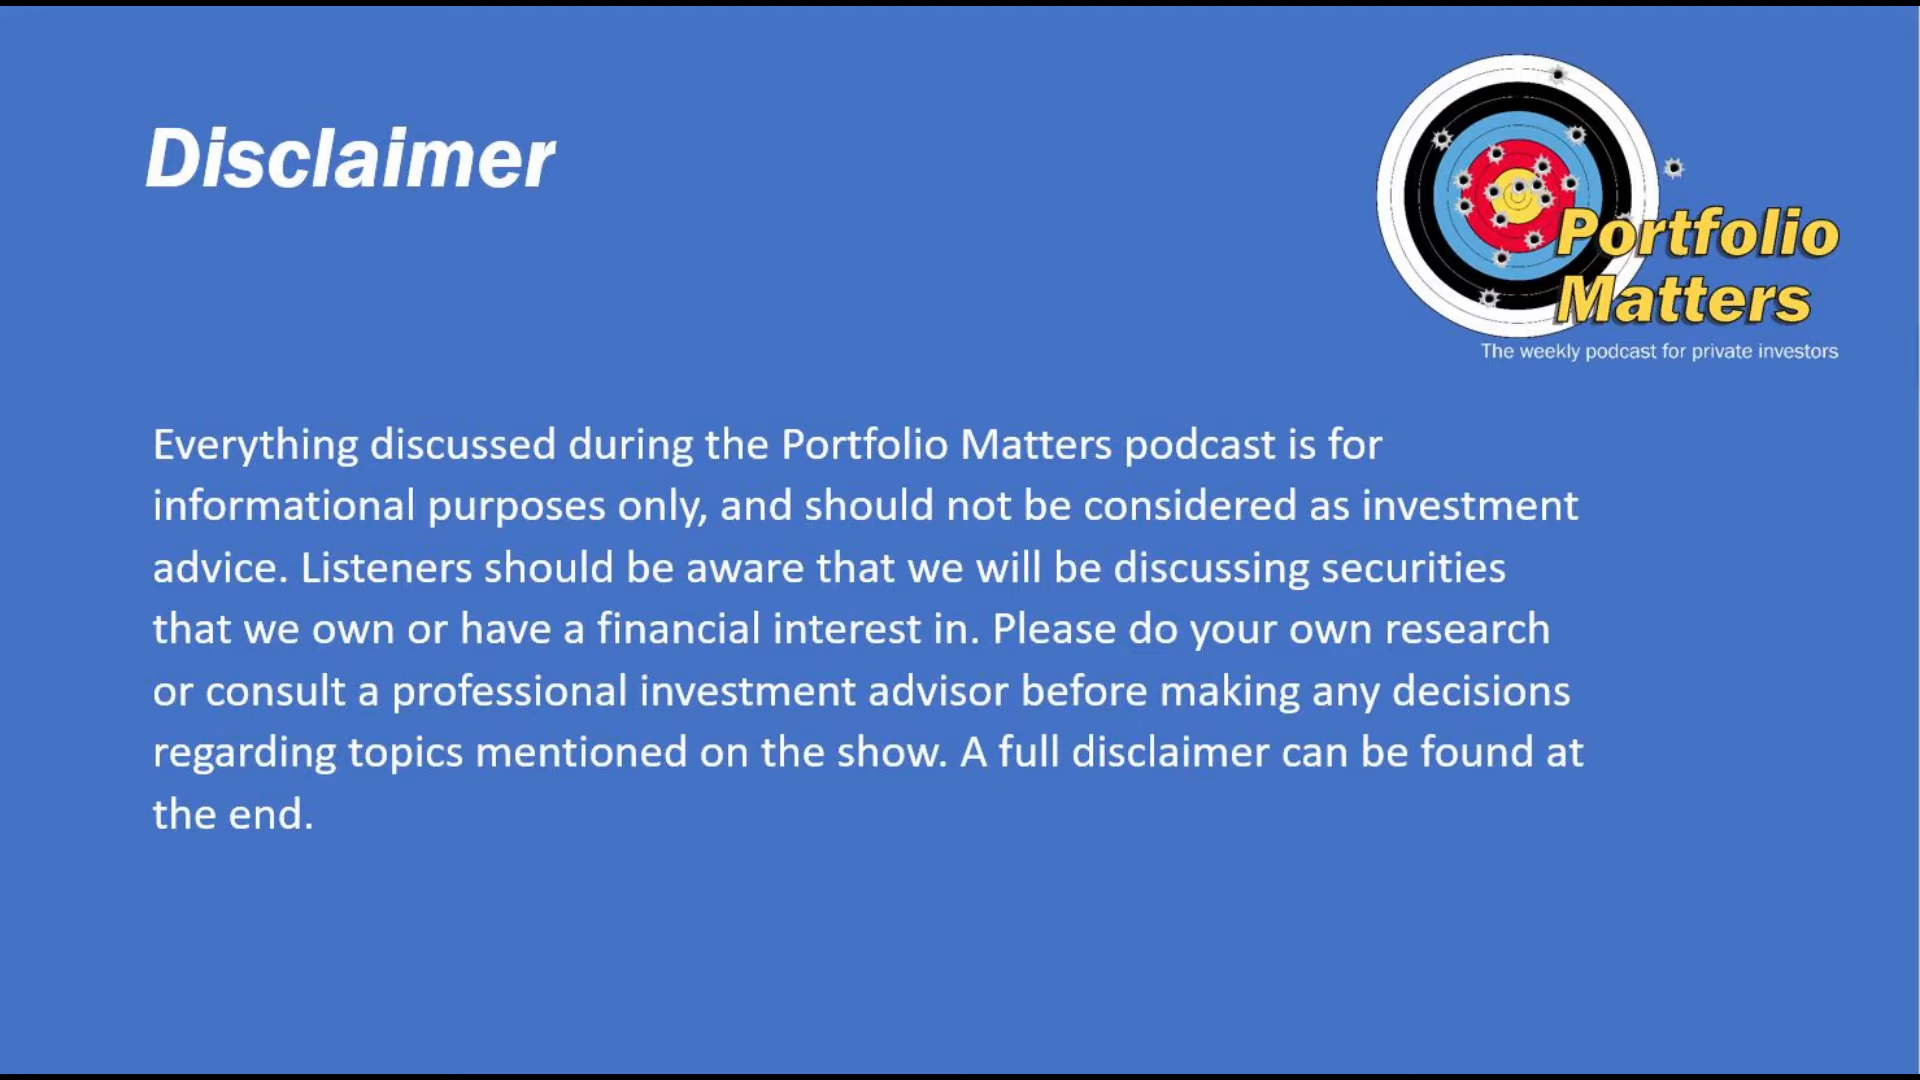 Disclaimer
Portfolio
Matters
The weekly podcast for private investors
Everything discussed during the Portfolio Matters podcast is for
informational purposes only, and should not be considered as investment
advice. Listeners should be aware that we will be discussing securities
that we own or have a financial interest in. Please do your own research
or consult a professional investment advisor before making any decisions
regarding topics mentioned on the show. A full disclaimer can be found at
the end.